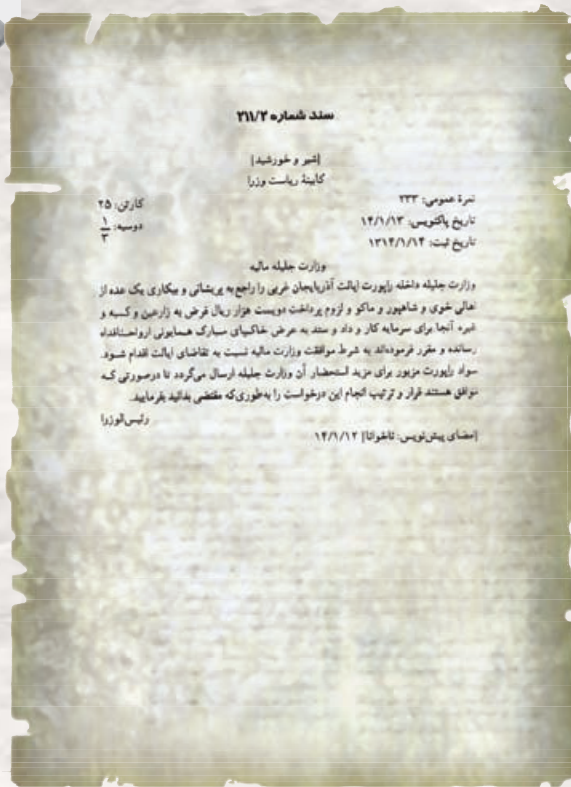 سند شماره ۲۱۱/۲
[شیر و خورشید]
کابینهٔ ریاست وزرا
نمرهٔ عمومی: ۲۳۳
کارتن: ۲۵
تاریخ پاکنویس: ۱۴/۱/۱۳
دوسیه: ۱/۳
تاریخ ثبت: ۱۳۱۴/۱/۱۴
وزارت جلیله مالیه
وزارت جلیله داخله راپورت ایالت آذربایجان غربی را راجع به پریشانی و بیکاری یک عده از
اهالی خوی و شاهپور و ماکو و لزوم پرداخت دویست هزار ریال قرض به زارعین و کسبه و
غیره آنجا برای سرمایه کار و داد و ستد به عرض خاکپای مبارک همایونی ارواحنافداه
رسانده و مقرر فرموده‌اند به شرط موافقت وزارت مالیه نسبت به تقاضای ایالت اقدام شود.
سواد راپورت مزبور برای مزید استحضار آن وزارت جلیله ارسال می‌گردد تا درصورتی که
موافق هستند قرار و ترتیب انجام این درخواست را به‌طوری‌که مقتضی بدانید بفرمایید.
رئیس‌الوزرا
[امضای پیش‌نویس: ناخوانا] ۱۴/۱/۱۲